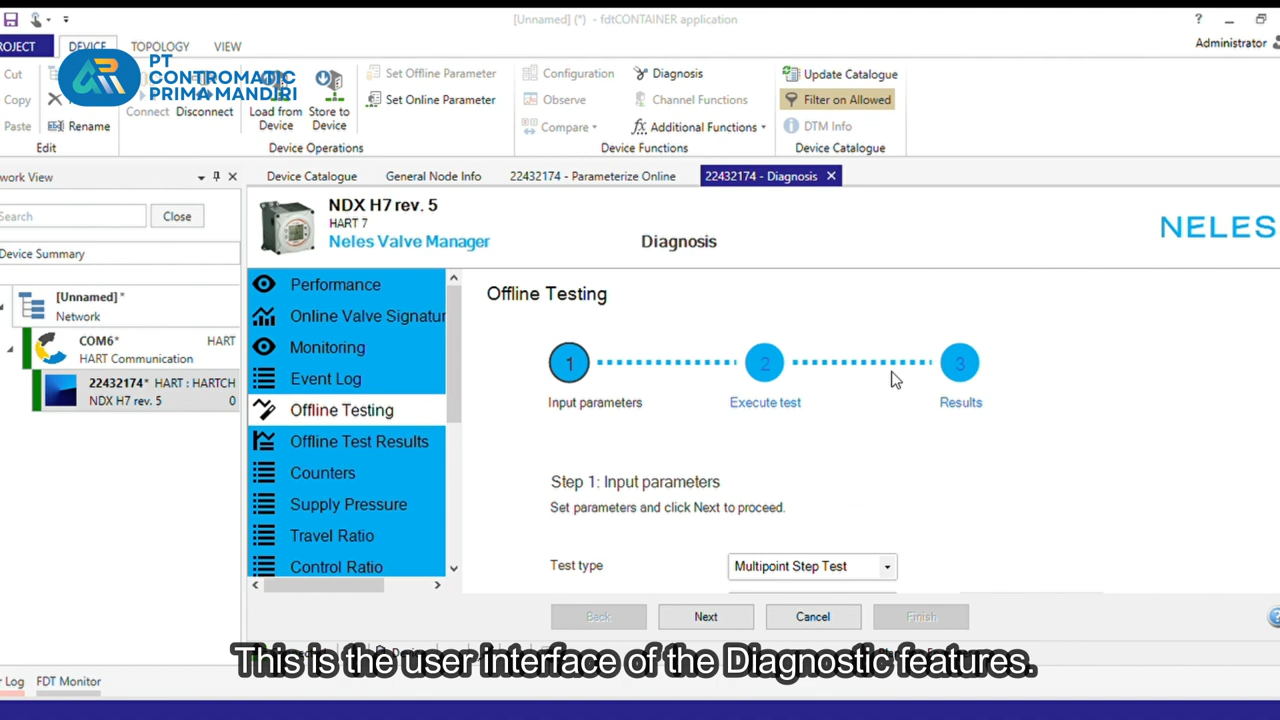 [Unnamed] (*) - fdtCONTAINER application
?
Administrator
ROJECT DEVICE TOPOLOGY VIEW
PT
CONTROMATIC
PRIMA MANDIRI
Cut
Copy
Paste
Rename
Edit
Connect
Disconnect
Load from
Device
Store to
Device
Device Operations
Set Offline Parameter
Set Online Parameter
Configuration
Observe
Compare
Diagnosis
Channel Functions
fx Additional Functions
Device Functions
Update Catalogue
Filter on Allowed
DTM Info
Device Catalogue
work View
Search
Close
Device Summary
[Unnamed] *
Network
COM6* HART
HART Communication
22432174* HART : HARTCH
NDX H7 rev. 5 0
Device Catalogue General Node Info 22432174 - Parameterize Online 22432174 - Diagnosis
NDX H7 rev. 5
HART 7
Neles Valve Manager
Diagnosis
NELES
Performance
Online Valve Signatur
Monitoring
Event Log
Offline Testing
Offline Test Results
Counters
Supply Pressure
Travel Ratio
Control Ratio
Offline Testing
1 2 3
Input parameters Execute test Results
Step 1: Input parameters
Set parameters and click Next to proceed.
Test type Multipoint Step Test
Back Next Cancel Finish
?
This is the user interface of the Diagnostic features.
r Log FDT Monitor